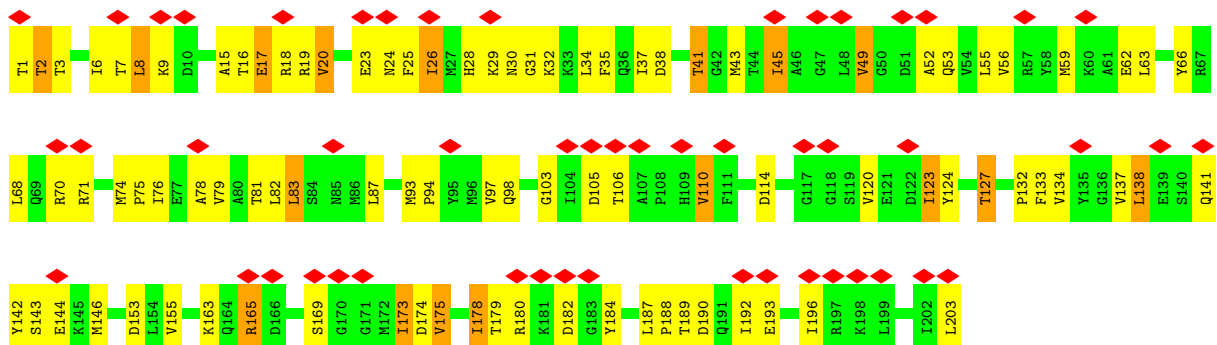 T1 T2 T3 I6 T7 L8 K9 D10 A15 T16 E17 R18 R19 V20 E23 N24 F25 I26 M27 H28 K29 N30 G31 K32 K33 L34 F35 Q36 I37 D38 T41 G42 M43 T44 I45 A46 G47 L48 V49 G50 D51 A52 Q53 V54 L55 V56 R57 Y58 M59 K60 A61 E62 L63 Y66 R67
L68 Q69 R70 R71 M74 P75 I76 E77 A78 V79 A80 T81 L82 L83 S84 N85 M86 L87 M93 P94 Y95 M96 V97 Q98 G103 I104 D105 T106 A107 P108 H109 V110 F111 D114 G117 G118 S119 V120 E121 D122 I123 Y124 T127 P132 F133 V134 Y135 G136 V137 L138 E139 S140 Q141
Y142 S143 E144 K145 M146 D153 L154 V155 K163 Q164 R165 D166 S169 G170 G171 M172 I173 D174 V175 I178 T179 R180 K181 D182 G183 Y184 L187 P188 T189 D190 Q191 I192 E193 I196 R197 K198 L199 I202 L203